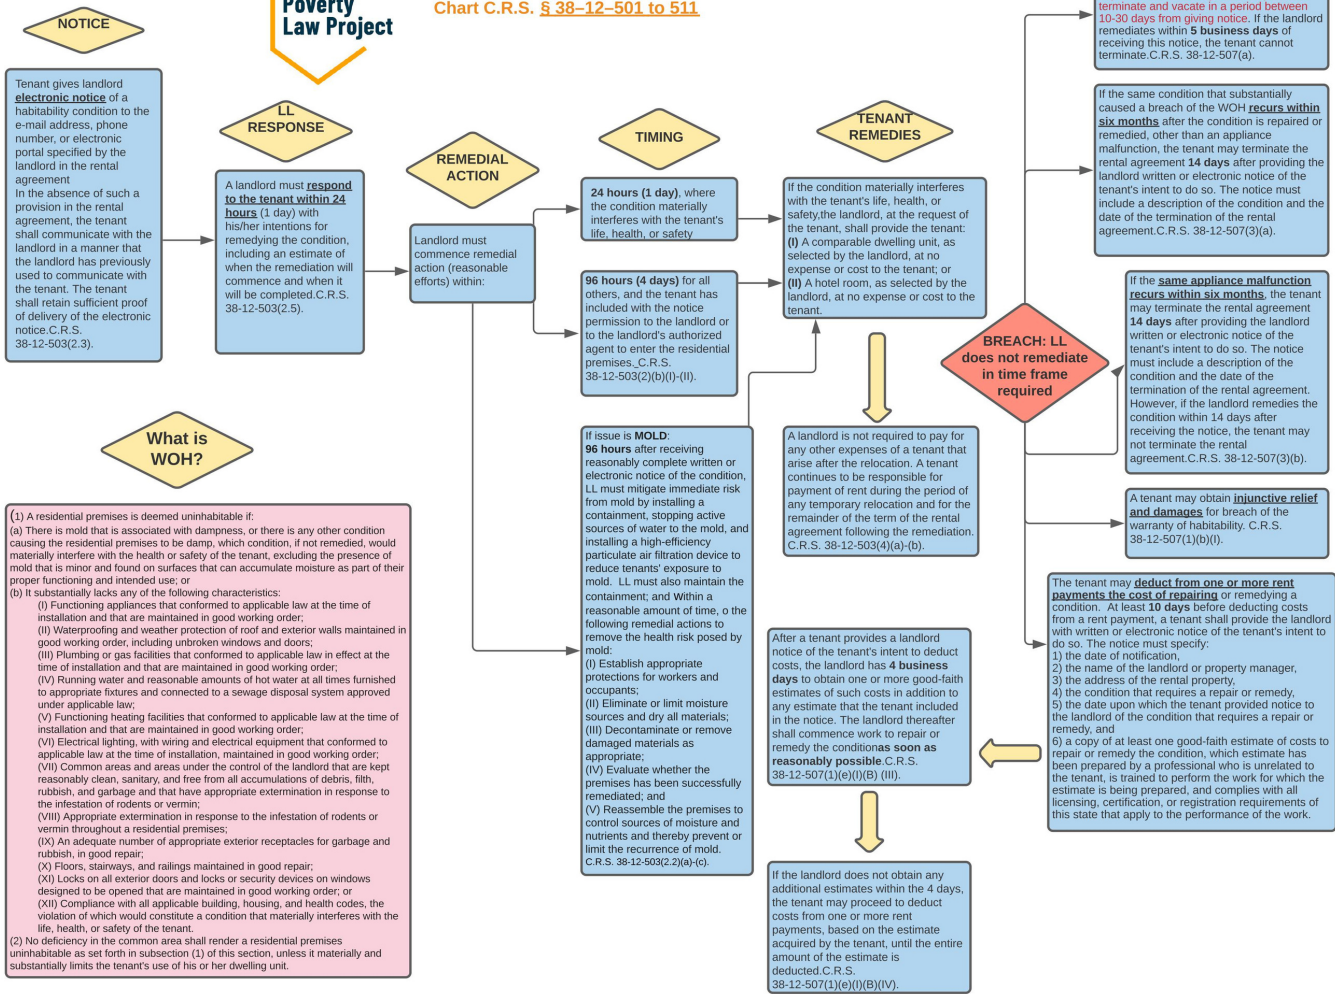 Poverty
Law Project
Chart C.R.S. § 38–12–501 to 511
NOTICE
Tenant gives landlord
electronic notice of a
habitability condition to the
e-mail address, phone
number, or electronic
portal specified by the
landlord in the rental
agreement
In the absence of such a
provision in the rental
agreement, the tenant
shall communicate with the
landlord in a manner that
the landlord has previously
used to communicate with
the tenant. The tenant
shall retain sufficient proof
of delivery of the electronic
notice.C.R.S.
38-12-503(2.3).
LL
RESPONSE
A landlord must respond
to the tenant within 24
hours (1 day) with
his/her intentions for
remedying the condition,
including an estimate of
when the remediation will
commence and when it
will be completed.C.R.S.
38-12-503(2.5).
REMEDIAL
ACTION
Landlord must
commence remedial
action (reasonable
efforts) within:
TIMING
24 hours (1 day), where
the condition materially
interferes with the tenant's
life, health, or safety
96 hours (4 days) for all
others, and the tenant has
included with the notice
permission to the landlord or
to the landlord's authorized
agent to enter the residential
premises. C.R.S.
38-12-503(2)(b)(I)-(II).
If issue is MOLD:
96 hours after receiving
reasonably complete written or
electronic notice of the condition,
LL must mitigate immediate risk
from mold by installing a
containment, stopping active
sources of water to the mold, and
installing a high-efficiency
particulate air filtration device to
reduce tenants' exposure to
mold. LL must also maintain the
containment; and Within a
reasonable amount of time, o the
following remedial actions to
remove the health risk posed by
mold:
(I) Establish appropriate
protections for workers and
occupants;
(II) Eliminate or limit moisture
sources and dry all materials;
(III) Decontaminate or remove
damaged materials as
appropriate;
(IV) Evaluate whether the
premises has been successfully
remediated; and
(V) Reassemble the premises to
control sources of moisture and
nutrients and thereby prevent or
limit the recurrence of mold.
C.R.S. 38-12-503(2.2)(a)-(c).
TENANT
REMEDIES
If the condition materially interferes
with the tenant's life, health, or
safety,the landlord, at the request of
the tenant, shall provide the tenant:
(I) A comparable dwelling unit, as
selected by the landlord, at no
expense or cost to the tenant; or
(II) A hotel room, as selected by the
landlord, at no expense or cost to the
tenant.
A landlord is not required to pay for
any other expenses of a tenant that
arise after the relocation. A tenant
continues to be responsible for
payment of rent during the period of
any temporary relocation and for the
remainder of the term of the rental
agreement following the remediation.
C.R.S. 38-12-503(4)(a)-(b).
BREACH: LL
does not remediate
in time frame
required
terminate and vacate in a period between
10-30 days from giving notice. If the landlord
remediates within 5 business days of
receiving this notice, the tenant cannot
terminate.C.R.S. 38-12-507(a).
If the same condition that substantially
caused a breach of the WOH recurs within
six months after the condition is repaired or
remedied, other than an appliance
malfunction, the tenant may terminate the
rental agreement 14 days after providing the
landlord written or electronic notice of the
tenant's intent to do so. The notice must
include a description of the condition and the
date of the termination of the rental
agreement.C.R.S. 38-12-507(3)(a).
If the same appliance malfunction
recurs within six months, the tenant
may terminate the rental agreement
14 days after providing the landlord
written or electronic notice of the
tenant's intent to do so. The notice
must include a description of the
condition and the date of the
termination of the rental agreement.
However, if the landlord remedies the
condition within 14 days after
receiving the notice, the tenant may
not terminate the rental
agreement.C.R.S. 38-12-507(3)(b).
A tenant may obtain injunctive relief
and damages for breach of the
warranty of habitability. C.R.S.
38-12-507(1)(b)(I).
The tenant may deduct from one or more rent
payments the cost of repairing or remedying a
condition. At least 10 days before deducting costs
from a rent payment, a tenant shall provide the landlord
with written or electronic notice of the tenant's intent to
do so. The notice must specify:
1) the date of notification,
2) the name of the landlord or property manager,
3) the address of the rental property,
4) the condition that requires a repair or remedy,
5) the date upon which the tenant provided notice to
the landlord of the condition that requires a repair or
remedy, and
6) a copy of at least one good-faith estimate of costs to
repair or remedy the condition, which estimate has
been prepared by a professional who is unrelated to
the tenant, is trained to perform the work for which the
estimate is being prepared, and complies with all
licensing, certification, or registration requirements of
this state that apply to the performance of the work.
After a tenant provides a landlord
notice of the tenant's intent to deduct
costs, the landlord has 4 business
days to obtain one or more good-faith
estimates of such costs in addition to
any estimate that the tenant included
in the notice. The landlord thereafter
shall commence work to repair or
remedy the conditionas soon as
reasonably possible.C.R.S.
38-12-507(1)(e)(I)(B) (III).
If the landlord does not obtain any
additional estimates within the 4 days,
the tenant may proceed to deduct
costs from one or more rent
payments, based on the estimate
acquired by the tenant, until the entire
amount of the estimate is
deducted.C.R.S.
38-12-507(1)(e)(I)(B)(IV).
What is
WOH?
(1) A residential premises is deemed uninhabitable if:
(a) There is mold that is associated with dampness, or there is any other condition
causing the residential premises to be damp, which condition, if not remedied, would
materially interfere with the health or safety of the tenant, excluding the presence of
mold that is minor and found on surfaces that can accumulate moisture as part of their
proper functioning and intended use; or
(b) It substantially lacks any of the following characteristics:
(I) Functioning appliances that conformed to applicable law at the time of
installation and that are maintained in good working order;
(II) Waterproofing and weather protection of roof and exterior walls maintained in
good working order, including unbroken windows and doors;
(III) Plumbing or gas facilities that conformed to applicable law in effect at the
time of installation and that are maintained in good working order;
(IV) Running water and reasonable amounts of hot water at all times furnished
to appropriate fixtures and connected to a sewage disposal system approved
under applicable law;
(V) Functioning heating facilities that conformed to applicable law at the time of
installation and that are maintained in good working order;
(VI) Electrical lighting, with wiring and electrical equipment that conformed to
applicable law at the time of installation, maintained in good working order;
(VII) Common areas and areas under the control of the landlord that are kept
reasonably clean, sanitary, and free from all accumulations of debris, filth,
rubbish, and garbage and that have appropriate extermination in response to
the infestation of rodents or vermin;
(VIII) Appropriate extermination in response to the infestation of rodents or
vermin throughout a residential premises;
(IX) An adequate number of appropriate exterior receptacles for garbage and
rubbish, in good repair;
(X) Floors, stairways, and railings maintained in good repair;
(XI) Locks on all exterior doors and locks or security devices on windows
designed to be opened that are maintained in good working order; or
(XII) Compliance with all applicable building, housing, and health codes, the
violation of which would constitute a condition that materially interferes with the
life, health, or safety of the tenant.
(2) No deficiency in the common area shall render a residential premises
uninhabitable as set forth in subsection (1) of this section, unless it materially and
substantially limits the tenant's use of his or her dwelling unit.